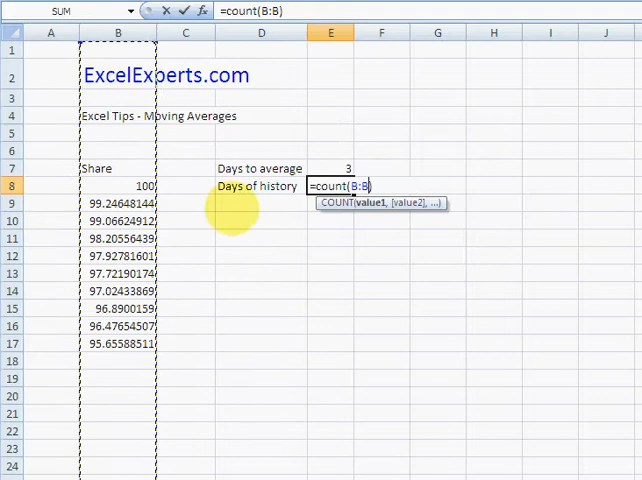 SUM =count(B:B)
A B C D E F G H I J
1
2 ExcelExperts.com
3
4 Excel Tips - Moving Averages
5
6
7 Share Days to average 3
8 100 Days of history =count(B:B)
9 99.24648144 COUNT(value1, [value2], ...)
10 99.06624912
11 98.20556439
12 97.92781601
13 97.72190174
14 97.02433869
15 96.8900159
16 96.47654507
17 95.65588511
18
19
20
21
22
23
24